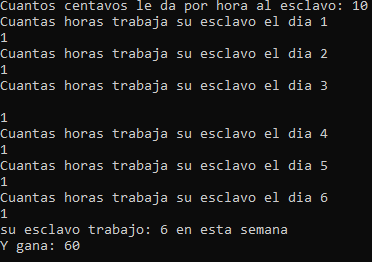 Cuantos centavos le da por hora al esclavo: 10
Cuantas horas trabaja su esclavo el dia 1
1
Cuantas horas trabaja su esclavo el dia 2
1
Cuantas horas trabaja su esclavo el dia 3
1
Cuantas horas trabaja su esclavo el dia 4
1
Cuantas horas trabaja su esclavo el dia 5
1
Cuantas horas trabaja su esclavo el dia 6
1
su esclavo trabajo: 6 en esta semana
Y gana: 60